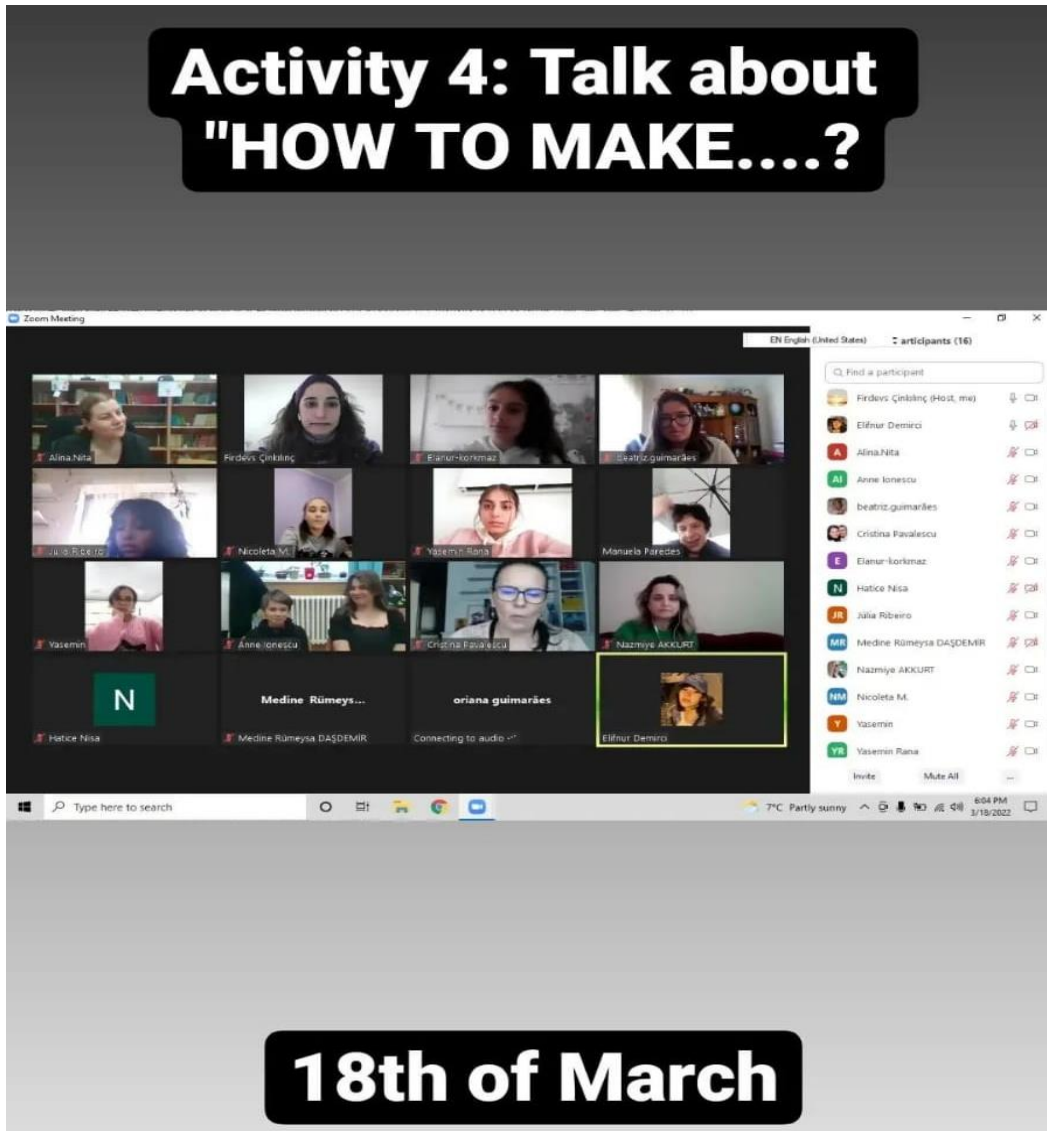 Activity 4: Talk about
"HOW TO MAKE....?
Zoom Meeting
EN English (United States)
articipants (16)
Find a participant
Alina.Nita
Firdevs Çinkılınç
Elanur-korkmaz
beatriz.guimarães
Julia Ribeiro
Nicoleta M.
Yasemin Rana
Manuela Paredes
Yasemin
Anne Ionescu
Cristina Pavalescu
Nazmiye AKKURT
N
Hatice Nisa
Medine Rümeys...
Medine Rümeysa DAŞDEMİR
oriana guimarães
Connecting to audio
Elifnur Demirci
Firdevs Çinkılınç (Host, me)
Elifnur Demirci
A Alina.Nita
AI Anne Ionescu
beatriz.guimarães
Cristina Pavalescu
E Elanur-korkmaz
N Hatice Nisa
JR Júlia Ribeiro
MR Medine Rümeysa DAŞDEMİR
Nazmiye AKKURT
NM Nicoleta M.
Y Yasemin
YR Yasemin Rana
Invite Mute All ...
Type here to search
7°C Partly sunny
6:04 PM
3/18/2022
18th of March